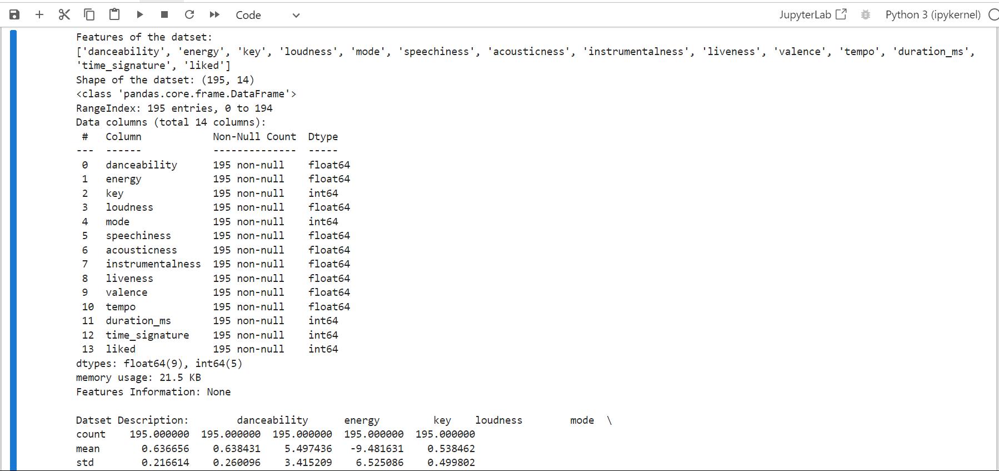 Code
JupyterLab
Python 3 (ipykernel)
Features of the datset:
['danceability', 'energy', 'key', 'loudness', 'mode', 'speechiness', 'acousticness', 'instrumentalness', 'liveness', 'valence', 'tempo', 'duration_ms',
'time_signature', 'liked']
Shape of the datset: (195, 14)
<class 'pandas.core.frame.DataFrame'>
RangeIndex: 195 entries, 0 to 194
Data columns (total 14 columns):
 #   Column            Non-Null Count  Dtype
---  ------            --------------  -----
 0   danceability      195 non-null    float64
 1   energy            195 non-null    float64
 2   key               195 non-null    int64
 3   loudness          195 non-null    float64
 4   mode              195 non-null    int64
 5   speechiness       195 non-null    float64
 6   acousticness      195 non-null    float64
 7   instrumentalness  195 non-null    float64
 8   liveness          195 non-null    float64
 9   valence           195 non-null    float64
 10  tempo             195 non-null    float64
 11  duration_ms       195 non-null    int64
 12  time_signature    195 non-null    int64
 13  liked             195 non-null    int64
dtypes: float64(9), int64(5)
memory usage: 21.5 KB
Features Information: None
Datset Description:        danceability      energy         key    loudness        mode  \
count    195.000000  195.000000  195.000000  195.000000  195.000000
mean       0.636656    0.638431    5.497436   -9.481631    0.538462
std        0.216614    0.260096    3.415209    6.525086    0.499802